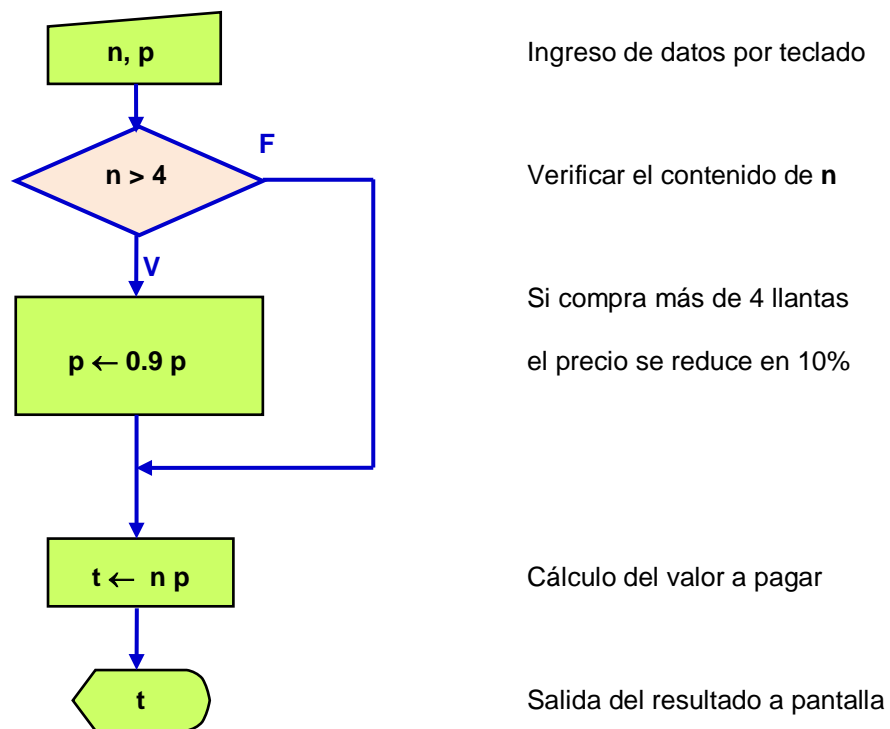 n, p
Ingreso de datos por teclado
F
n > 4
Verificar el contenido de n
V
Si compra más de 4 llantas
p ← 0.9 p
el precio se reduce en 10%
t ← n p
Cálculo del valor a pagar
t
Salida del resultado a pantalla